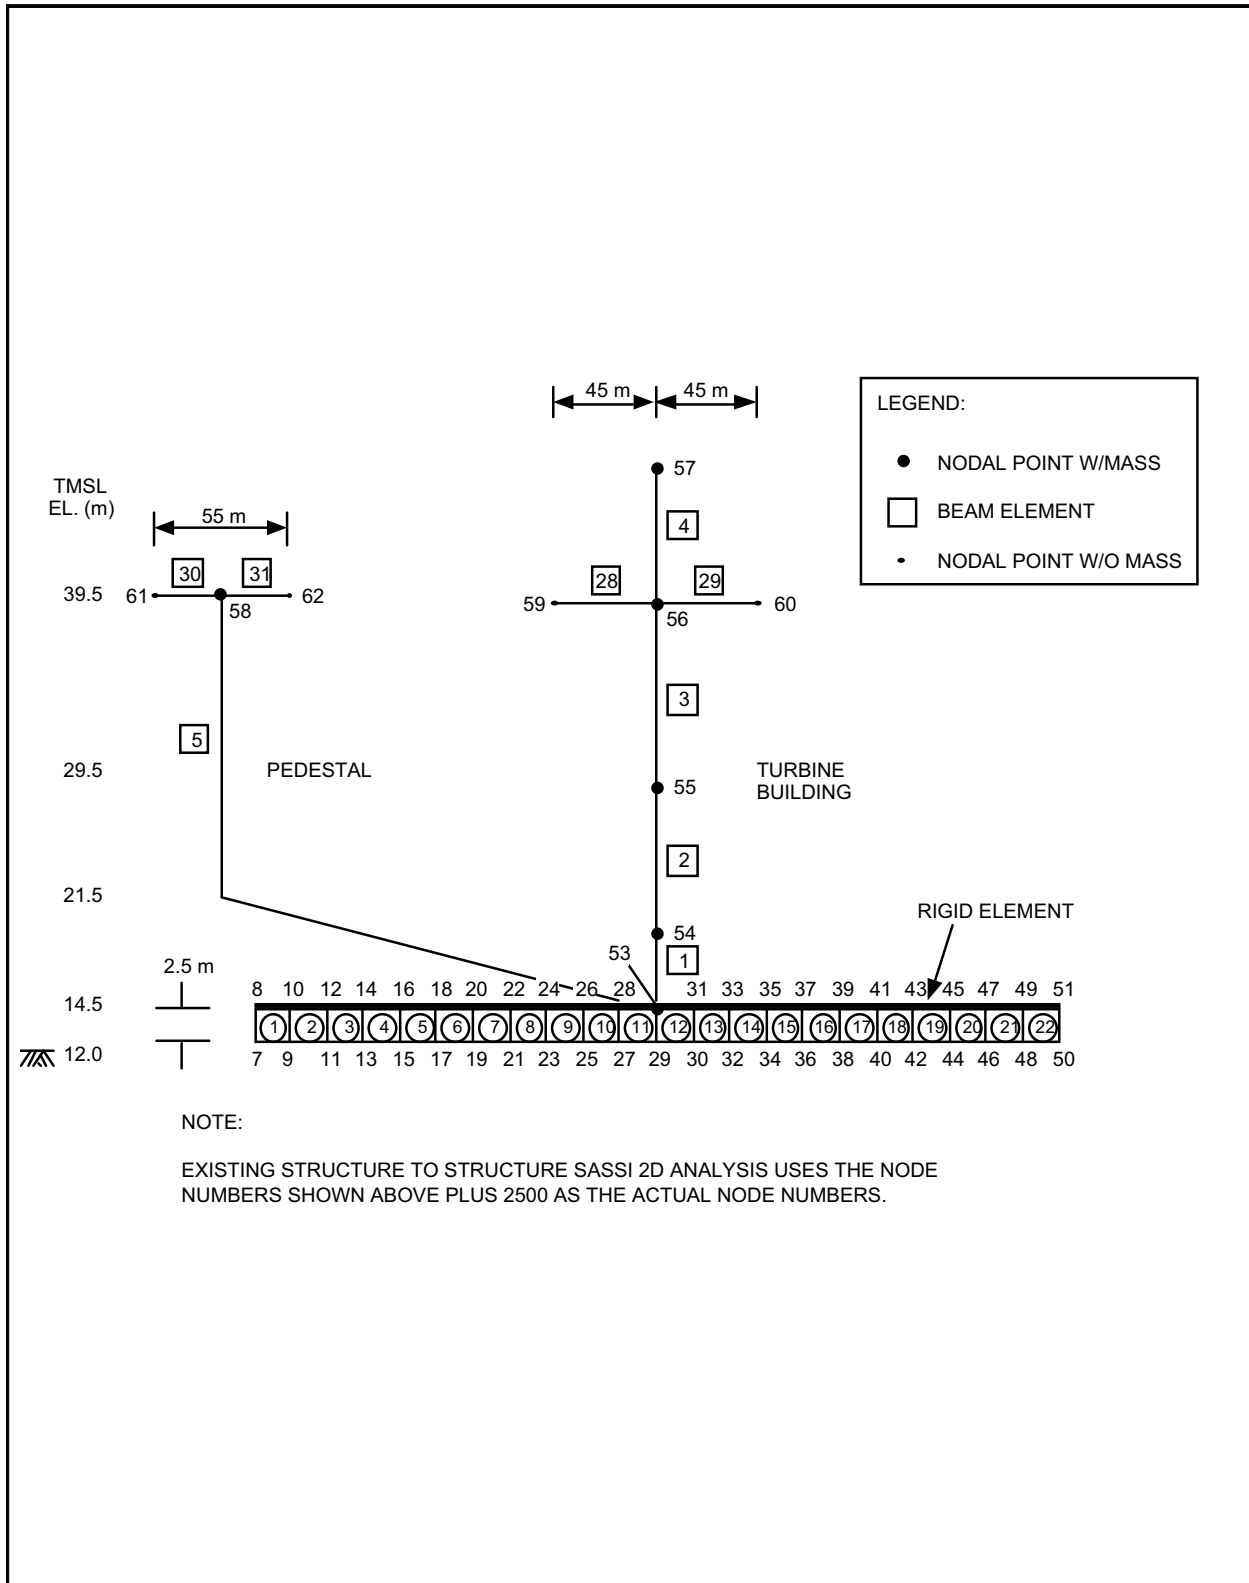 45 m 45 m
LEGEND:
57
NODAL POINT W/MASS
TMSL
EL. (m)
55 m
4
BEAM ELEMENT
NODAL POINT W/O MASS
30 31
28 29
39.5 61 62
58
59 60
56
3
5
29.5 PEDESTAL
TURBINE
BUILDING
55
2
21.5
RIGID ELEMENT
54
53
1
2.5 m
8 10 12 14 16 18 20 22 24 26 28 31 33 35 37 39 41 43 45 47 49 51
14.5
1 2 3 4 5 6 7 8 9 10 11 12 13 14 15 16 17 18 19 20 21 22
12.0
7 9 11 13 15 17 19 21 23 25 27 29 30 32 34 36 38 40 42 44 46 48 50
NOTE:
EXISTING STRUCTURE TO STRUCTURE SASSI 2D ANALYSIS USES THE NODE
NUMBERS SHOWN ABOVE PLUS 2500 AS THE ACTUAL NODE NUMBERS.